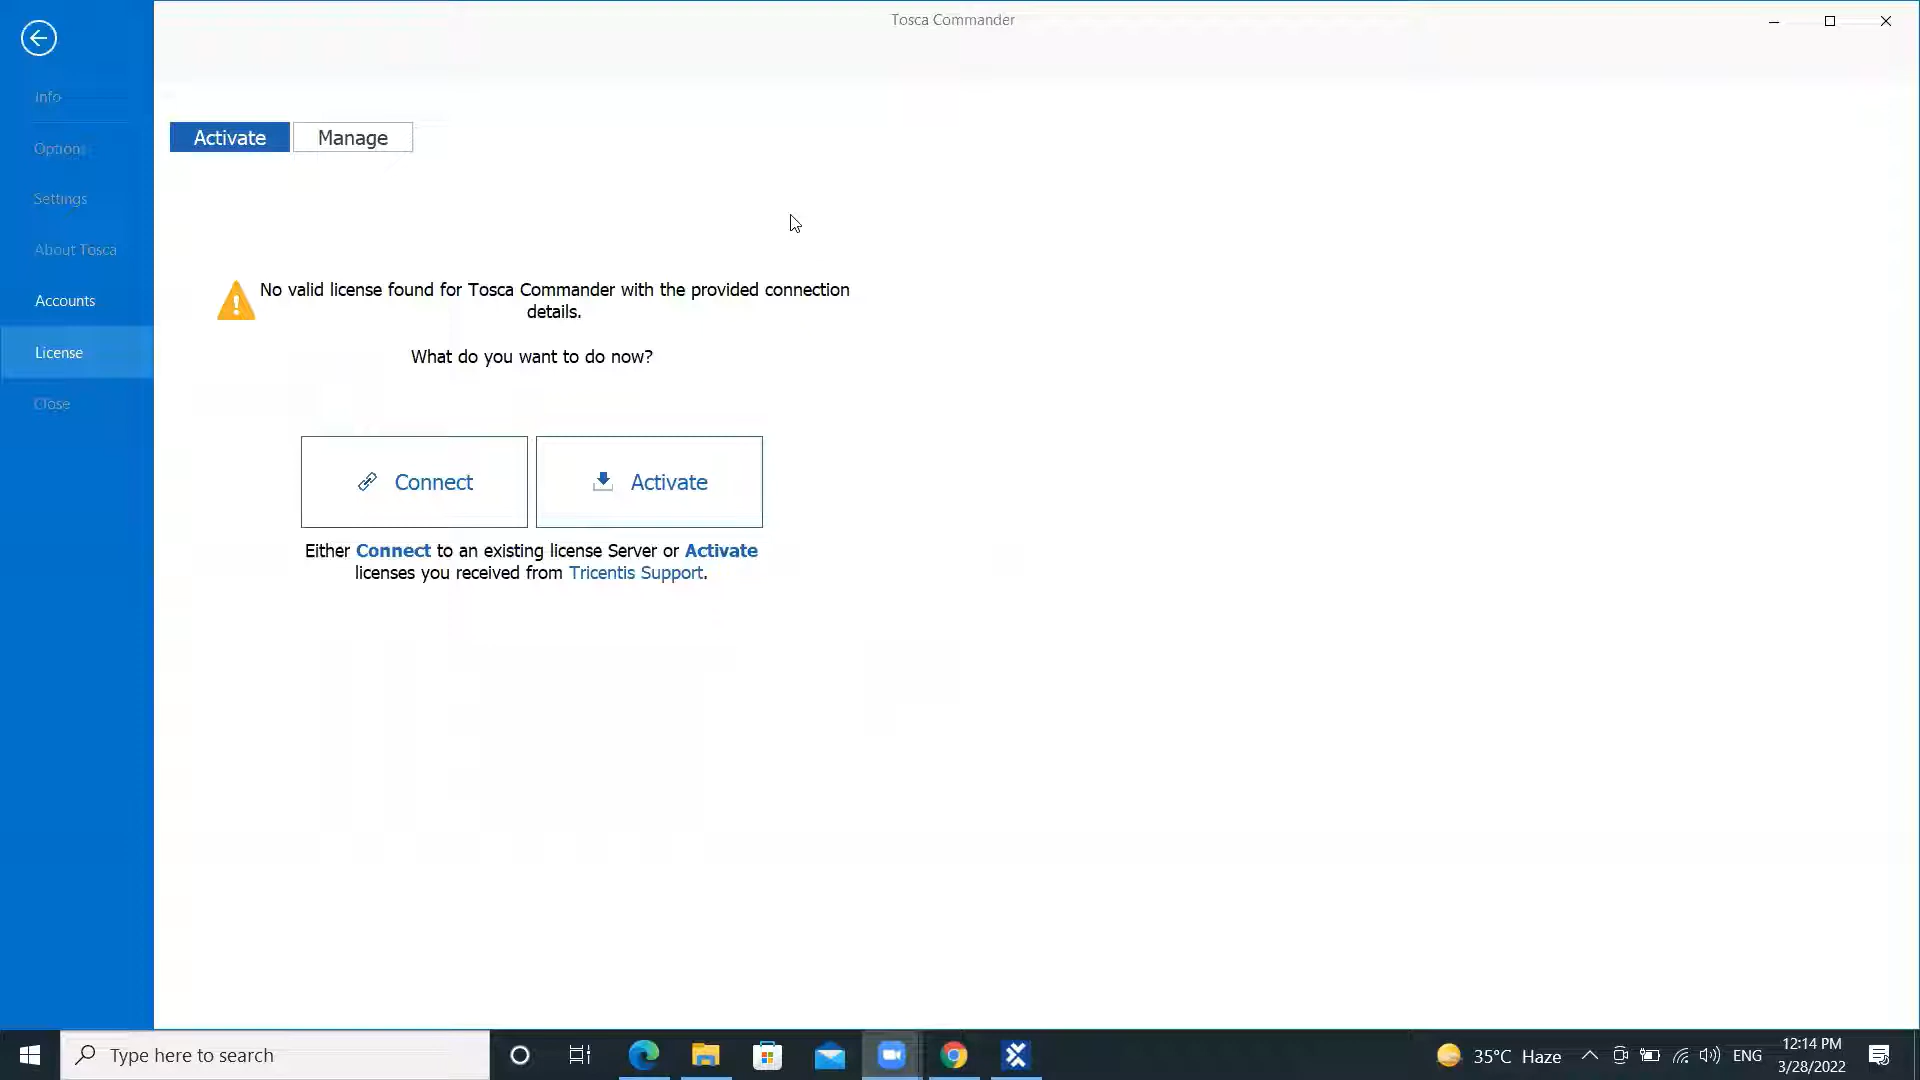 Tosca Commander
Info
Options
Settings
About Tosca
Accounts
License
Close
Activate
Manage
No valid license found for Tosca Commander with the provided connection
details.
What do you want to do now?
Connect
Activate
Either Connect to an existing license Server or Activate
licenses you received from Tricentis Support.
Type here to search
35°C Haze
ENG
12:14 PM
3/28/2022